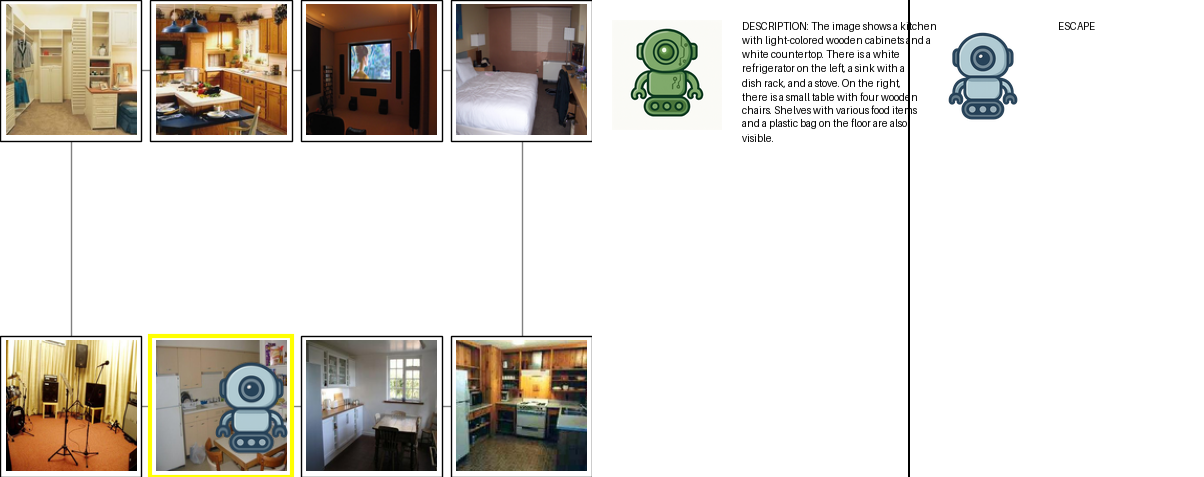 DESCRIPTION: The image shows a kitchen
with light-colored wooden cabinets and a
white countertop. There is a white
refrigerator on the left, a sink with a
dish rack, and a stove. On the right,
there is a small table with four wooden
chairs. Shelves with various food items
and a plastic bag on the floor are also
visible.
ESCAPE